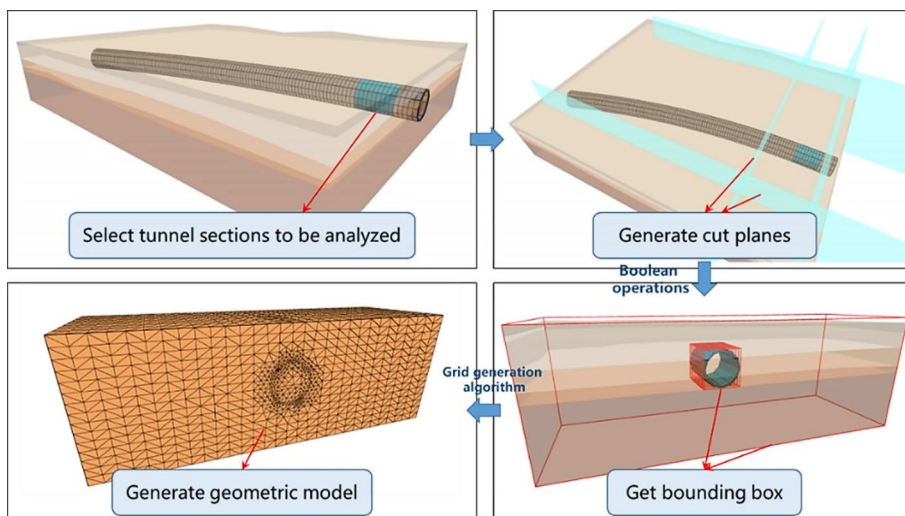 Select tunnel sections to be analyzed
Generate cut planes
Boolean
operations
Get bounding box
Grid generation
algorithm
Generate geometric model